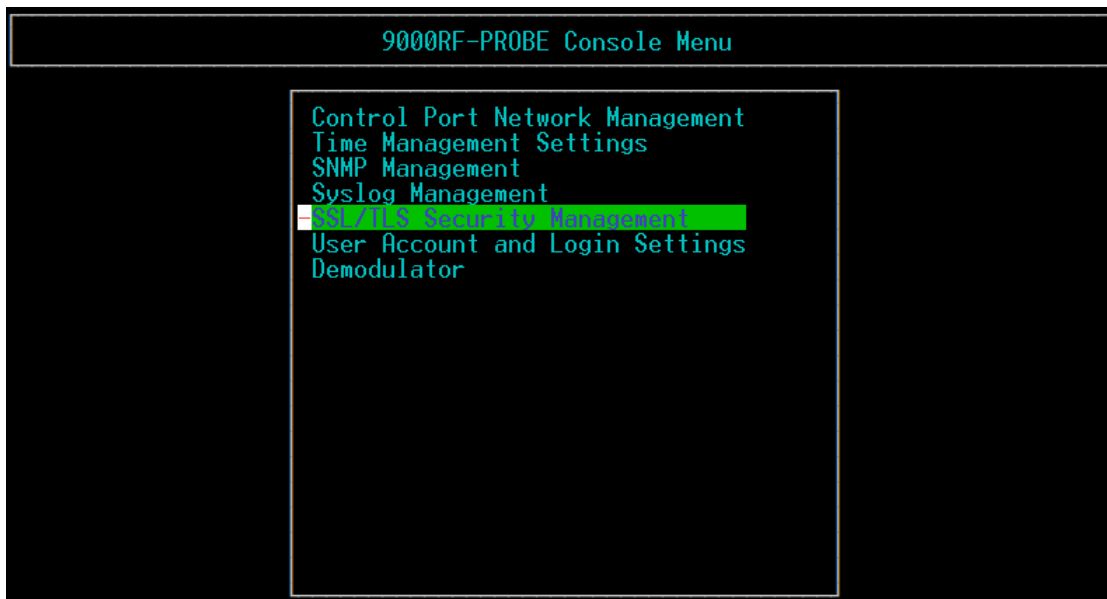 9000RF-PROBE Console Menu
Control Port Network Management
Time Management Settings
SNMP Management
Syslog Management
SSL/TLS Security Management
User Account and Login Settings
Demodulator